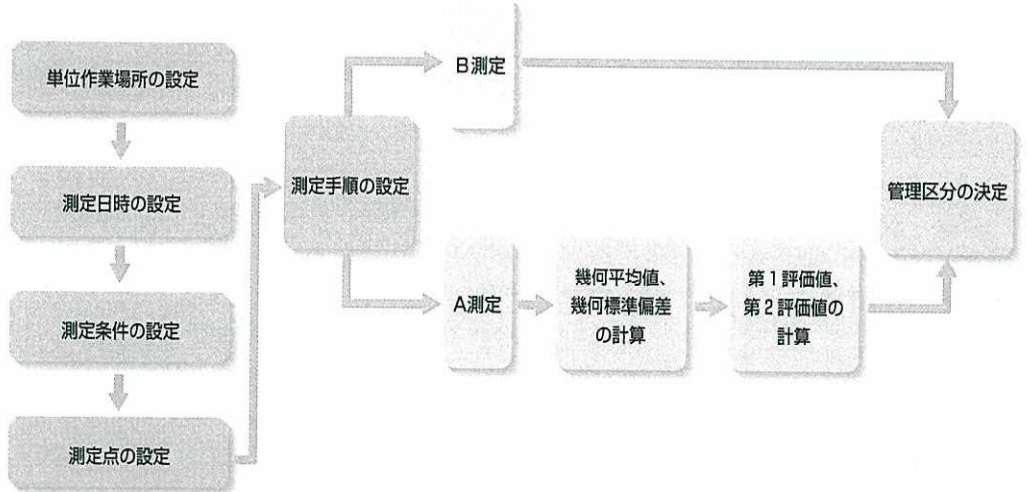 単位作業場所の設定
測定日時の設定
測定条件の設定
測定点の設定
測定手順の設定
B測定
A測定
幾何平均値、
幾何標準偏差
の計算
第1評価値、
第2評価値の
計算
管理区分の決定